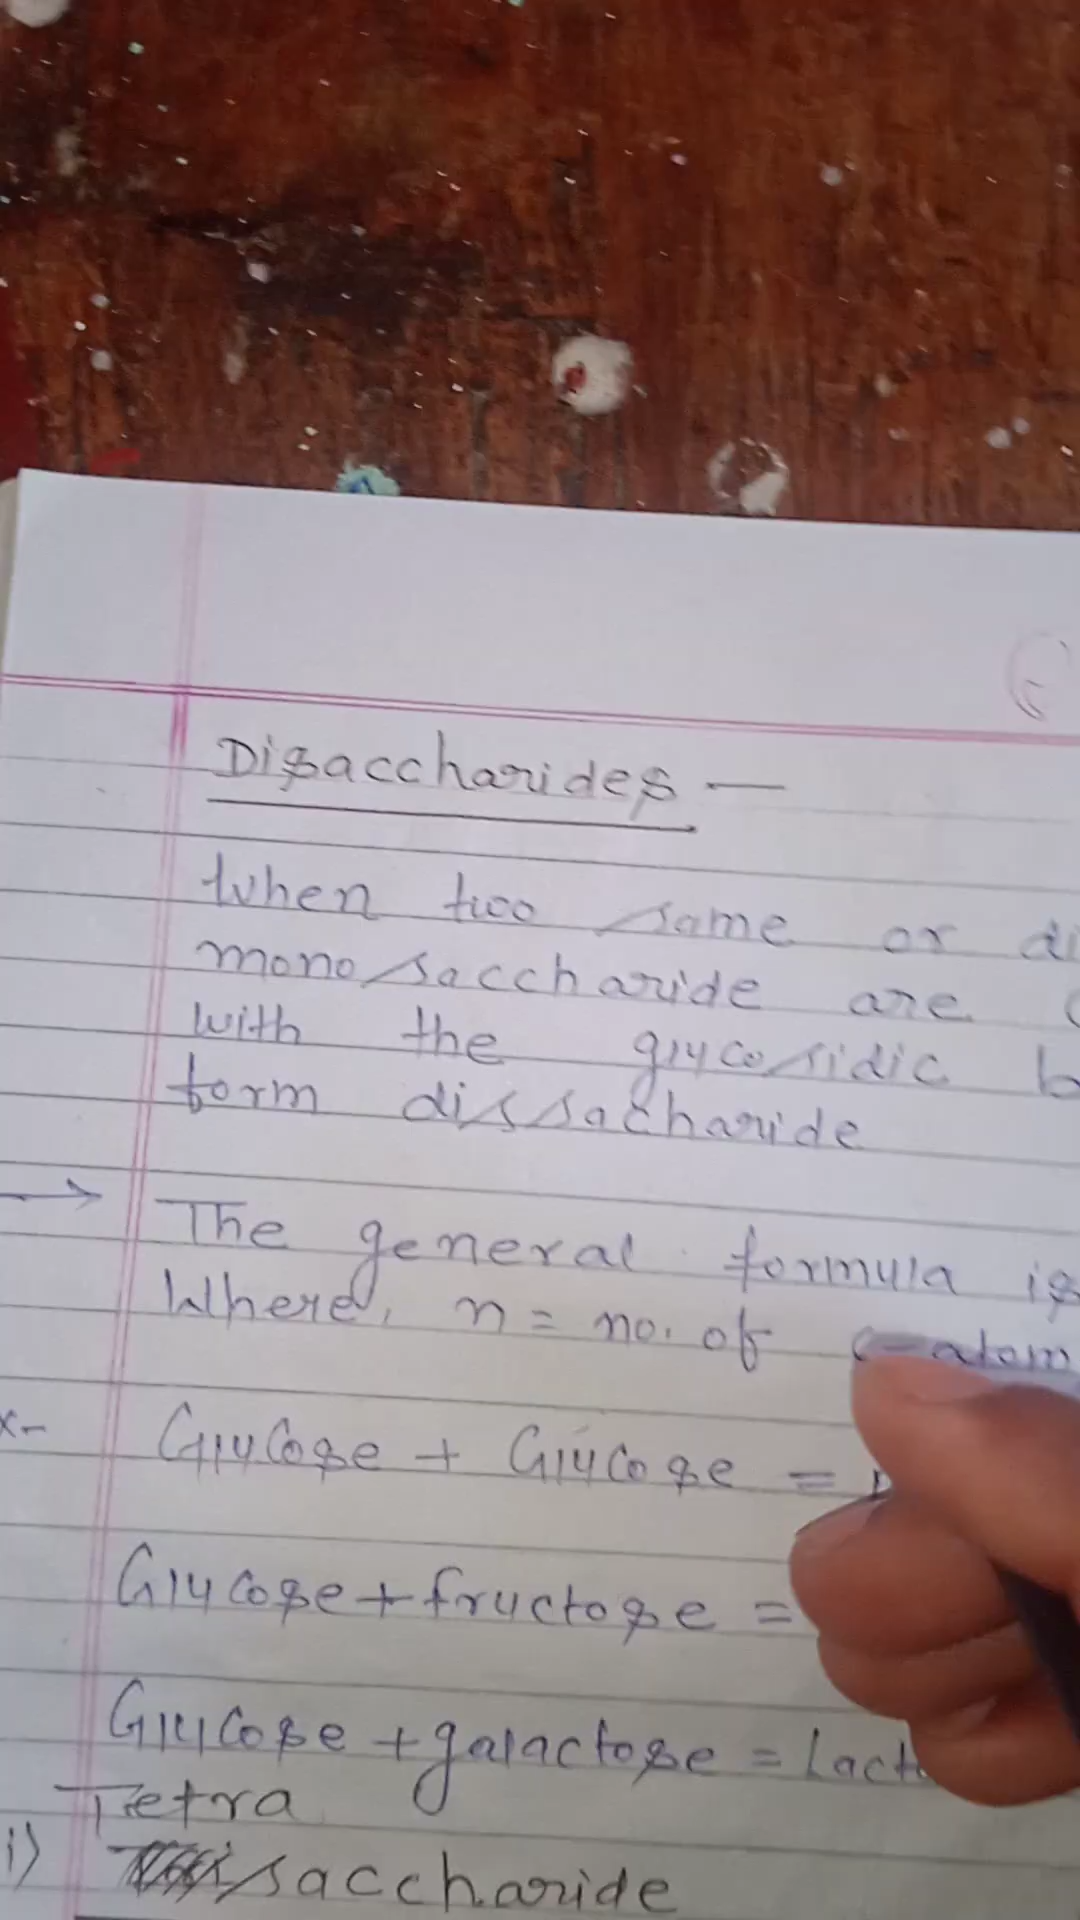 Disaccharides —
When two same or
monosaccharide are
with the glycosidic
form dissacharide
→ The general formula is
Where, n = no. of c-atom
x- Glucose + Glucose =
Glucose + fructose =
Glucose + galactose = Lact
Tetra
i) saccharide